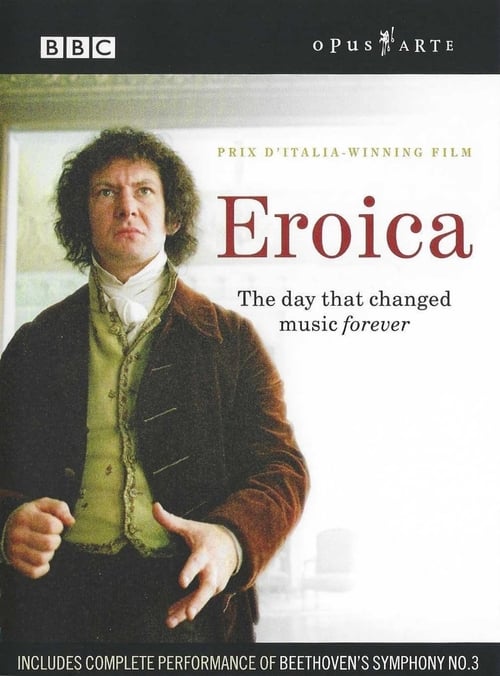 BBC
OPUS ARTE
PRIX D'ITALIA-WINNING FILM
Eroica
The day that changed
music forever
INCLUDES COMPLETE PERFORMANCE OF BEETHOVEN'S SYMPHONY NO.3